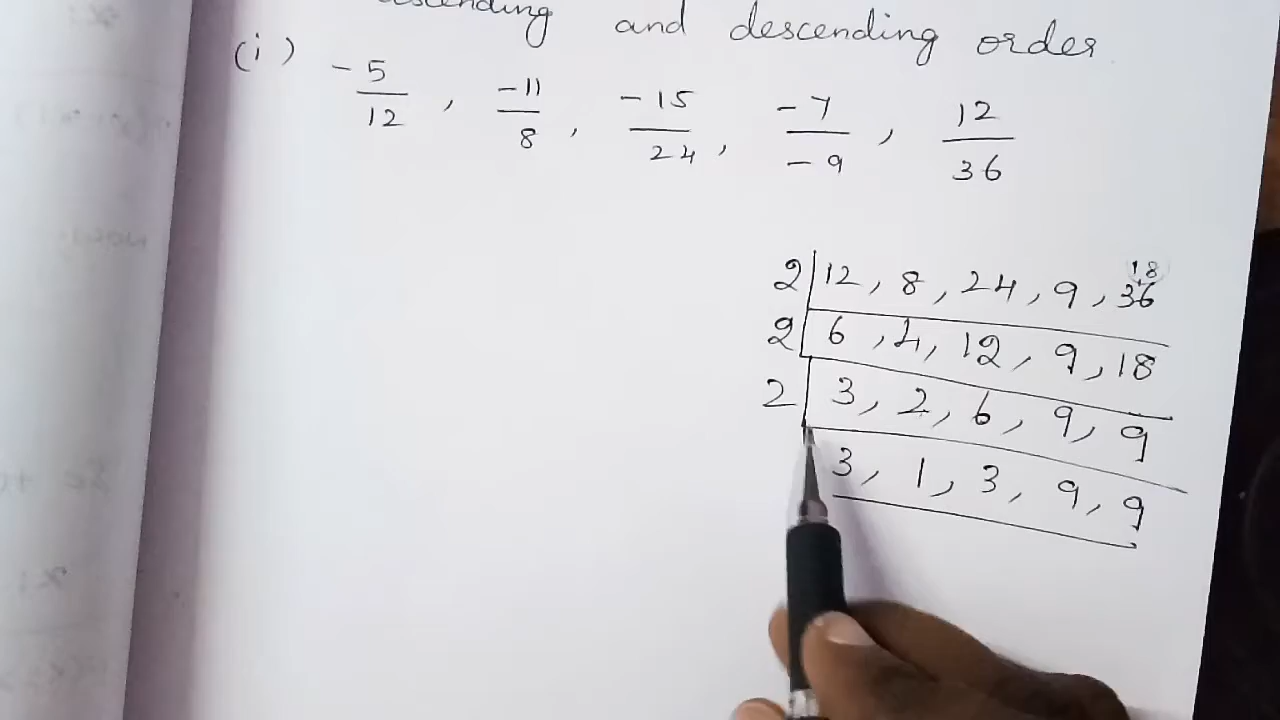 ascending and descending order
(i) -5/12 , -11/8 , -15/24 , -7/-9 , 12/36
18
2 | 12 , 8 , 24 , 9 , 36
2 | 6 , 4 , 12 , 9 , 18
2 | 3 , 2 , 6 , 9 , 9
3 , 1 , 3 , 9 , 9